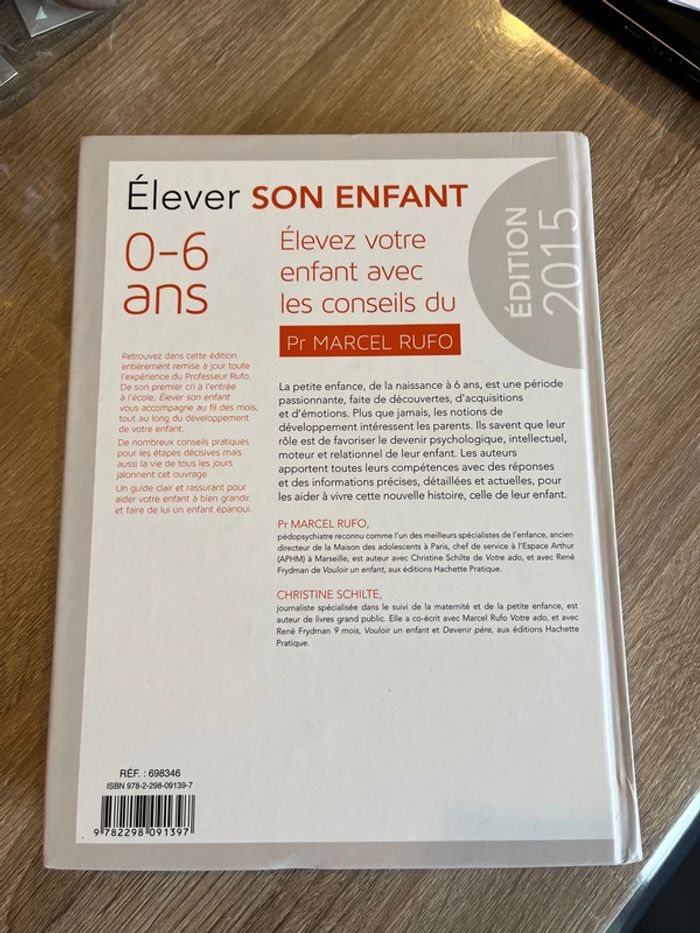 Élever SON ENFANT
0-6
ans
Élevez votre
enfant avec
les conseils du
Pr MARCEL RUFO
ÉDITION
2015
Retrouvez dans cette édition
entièrement remise à jour toute
l'expérience du Professeur Rufo.
De son premier cri à l'entrée
à l'école, Élever son enfant
vous accompagne au fil des mois,
tout au long du développement
de votre enfant.
De nombreux conseils pratiques
pour les étapes décisives mais
aussi la vie de tous les jours
jalonnent cet ouvrage.
Un guide clair et rassurant pour
aider votre enfant à bien grandir
et faire de lui un enfant épanoui.
La petite enfance, de la naissance à 6 ans, est une période
passionnante, faite de découvertes, d'acquisitions
et d'émotions. Plus que jamais, les notions de
développement intéressent les parents. Ils savent que leur
rôle est de favoriser le devenir psychologique, intellectuel,
moteur et relationnel de leur enfant. Les auteurs
apportent toutes leurs compétences avec des réponses
et des informations précises, détaillées et actuelles, pour
les aider à vivre cette nouvelle histoire, celle de leur enfant.
Pr MARCEL RUFO,
pédopsychiatre reconnu comme l'un des meilleurs spécialistes de l'enfance, ancien
directeur de la Maison des adolescents à Paris, chef de service à l'Espace Arthur
(APHM) à Marseille, est auteur avec Christine Schilte de Votre ado, et avec René
Frydman de Vouloir un enfant, aux éditions Hachette Pratique.
CHRISTINE SCHILTE,
journaliste spécialisée dans le suivi de la maternité et de la petite enfance, est
auteur de livres grand public. Elle a co-écrit avec Marcel Rufo Votre ado, et avec
René Frydman 9 mois, Vouloir un enfant et Devenir père, aux éditions Hachette
Pratique.
RÉF. : 698346
ISBN 978-2-298-09139-7
9 782298 091397